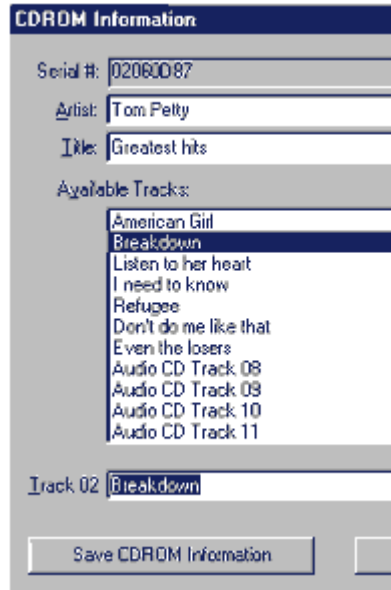 CDROM Information
Serial #: 02060D87
Artist: Tom Petty
Title: Greatest hits
Available Tracks:
American Girl
Breakdown
Listen to her heart
I need to know
Refugee
Don't do me like that
Even the losers
Audio CD Track 08
Audio CD Track 09
Audio CD Track 10
Audio CD Track 11
Track 02 Breakdown
Save CDROM Information